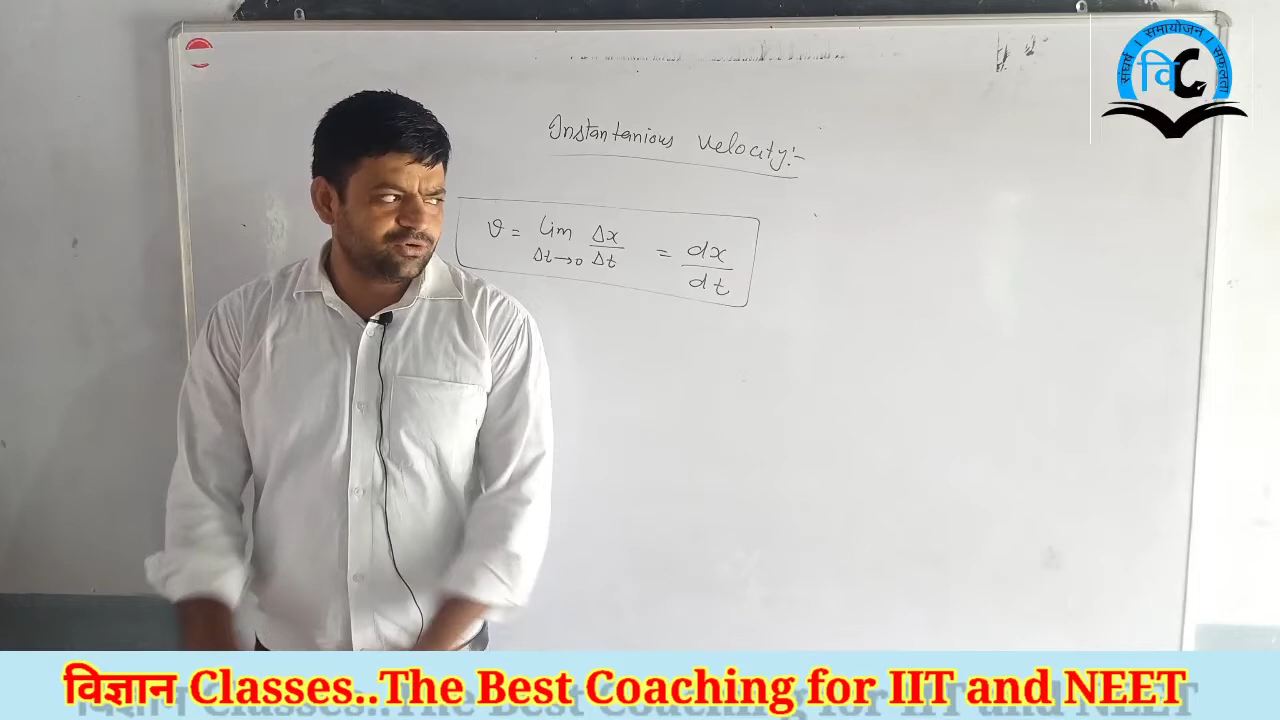 संघर्ष । समायोजन । सफलता
वि C
Instantanious velocity:-
v = lim Δx/Δt = dx/dt
Δt→0
विज्ञान Classes..The Best Coaching for IIT and NEET